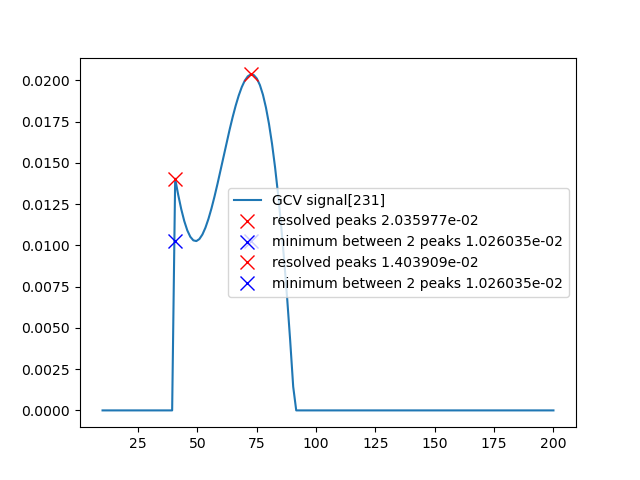 0.0200
0.0175
0.0150
0.0125
0.0100
0.0075
0.0050
0.0025
0.0000
GCV signal[231]
resolved peaks 2.035977e-02
minimum between 2 peaks 1.026035e-02
resolved peaks 1.403909e-02
minimum between 2 peaks 1.026035e-02
25 50 75 100 125 150 175 200